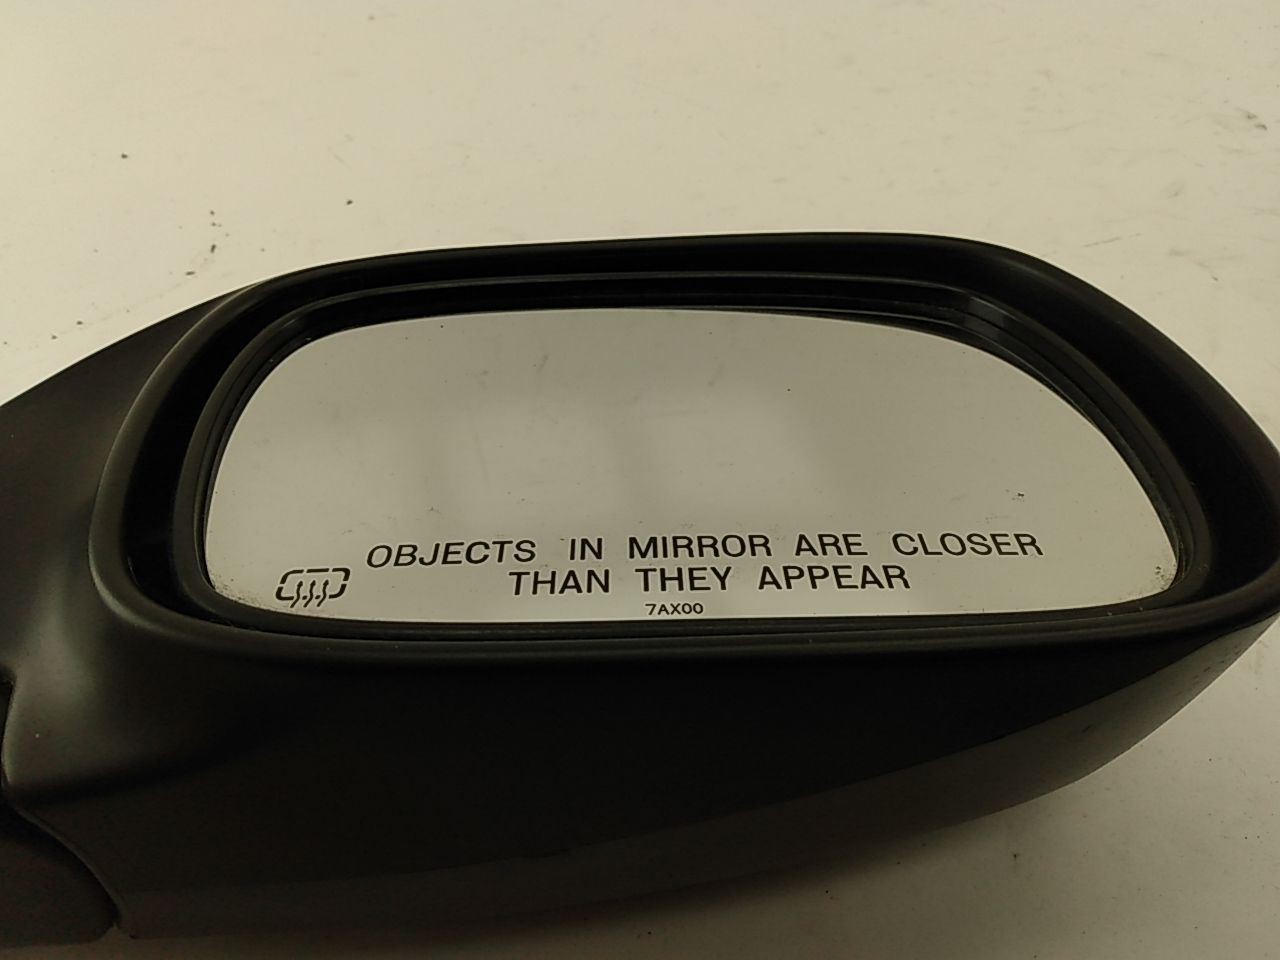 OBJECTS IN MIRROR ARE CLOSER
THAN THEY APPEAR
7AX00